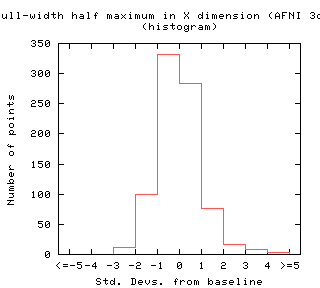 ull-width half maximum in X dimension (AFNI 3d
(histogram)
350
300
250
200
150
100
50
0
Number of points
<=-5 -4 -3 -2 -1 0 1 2 3 4 >=5
Std. Devs. from baseline